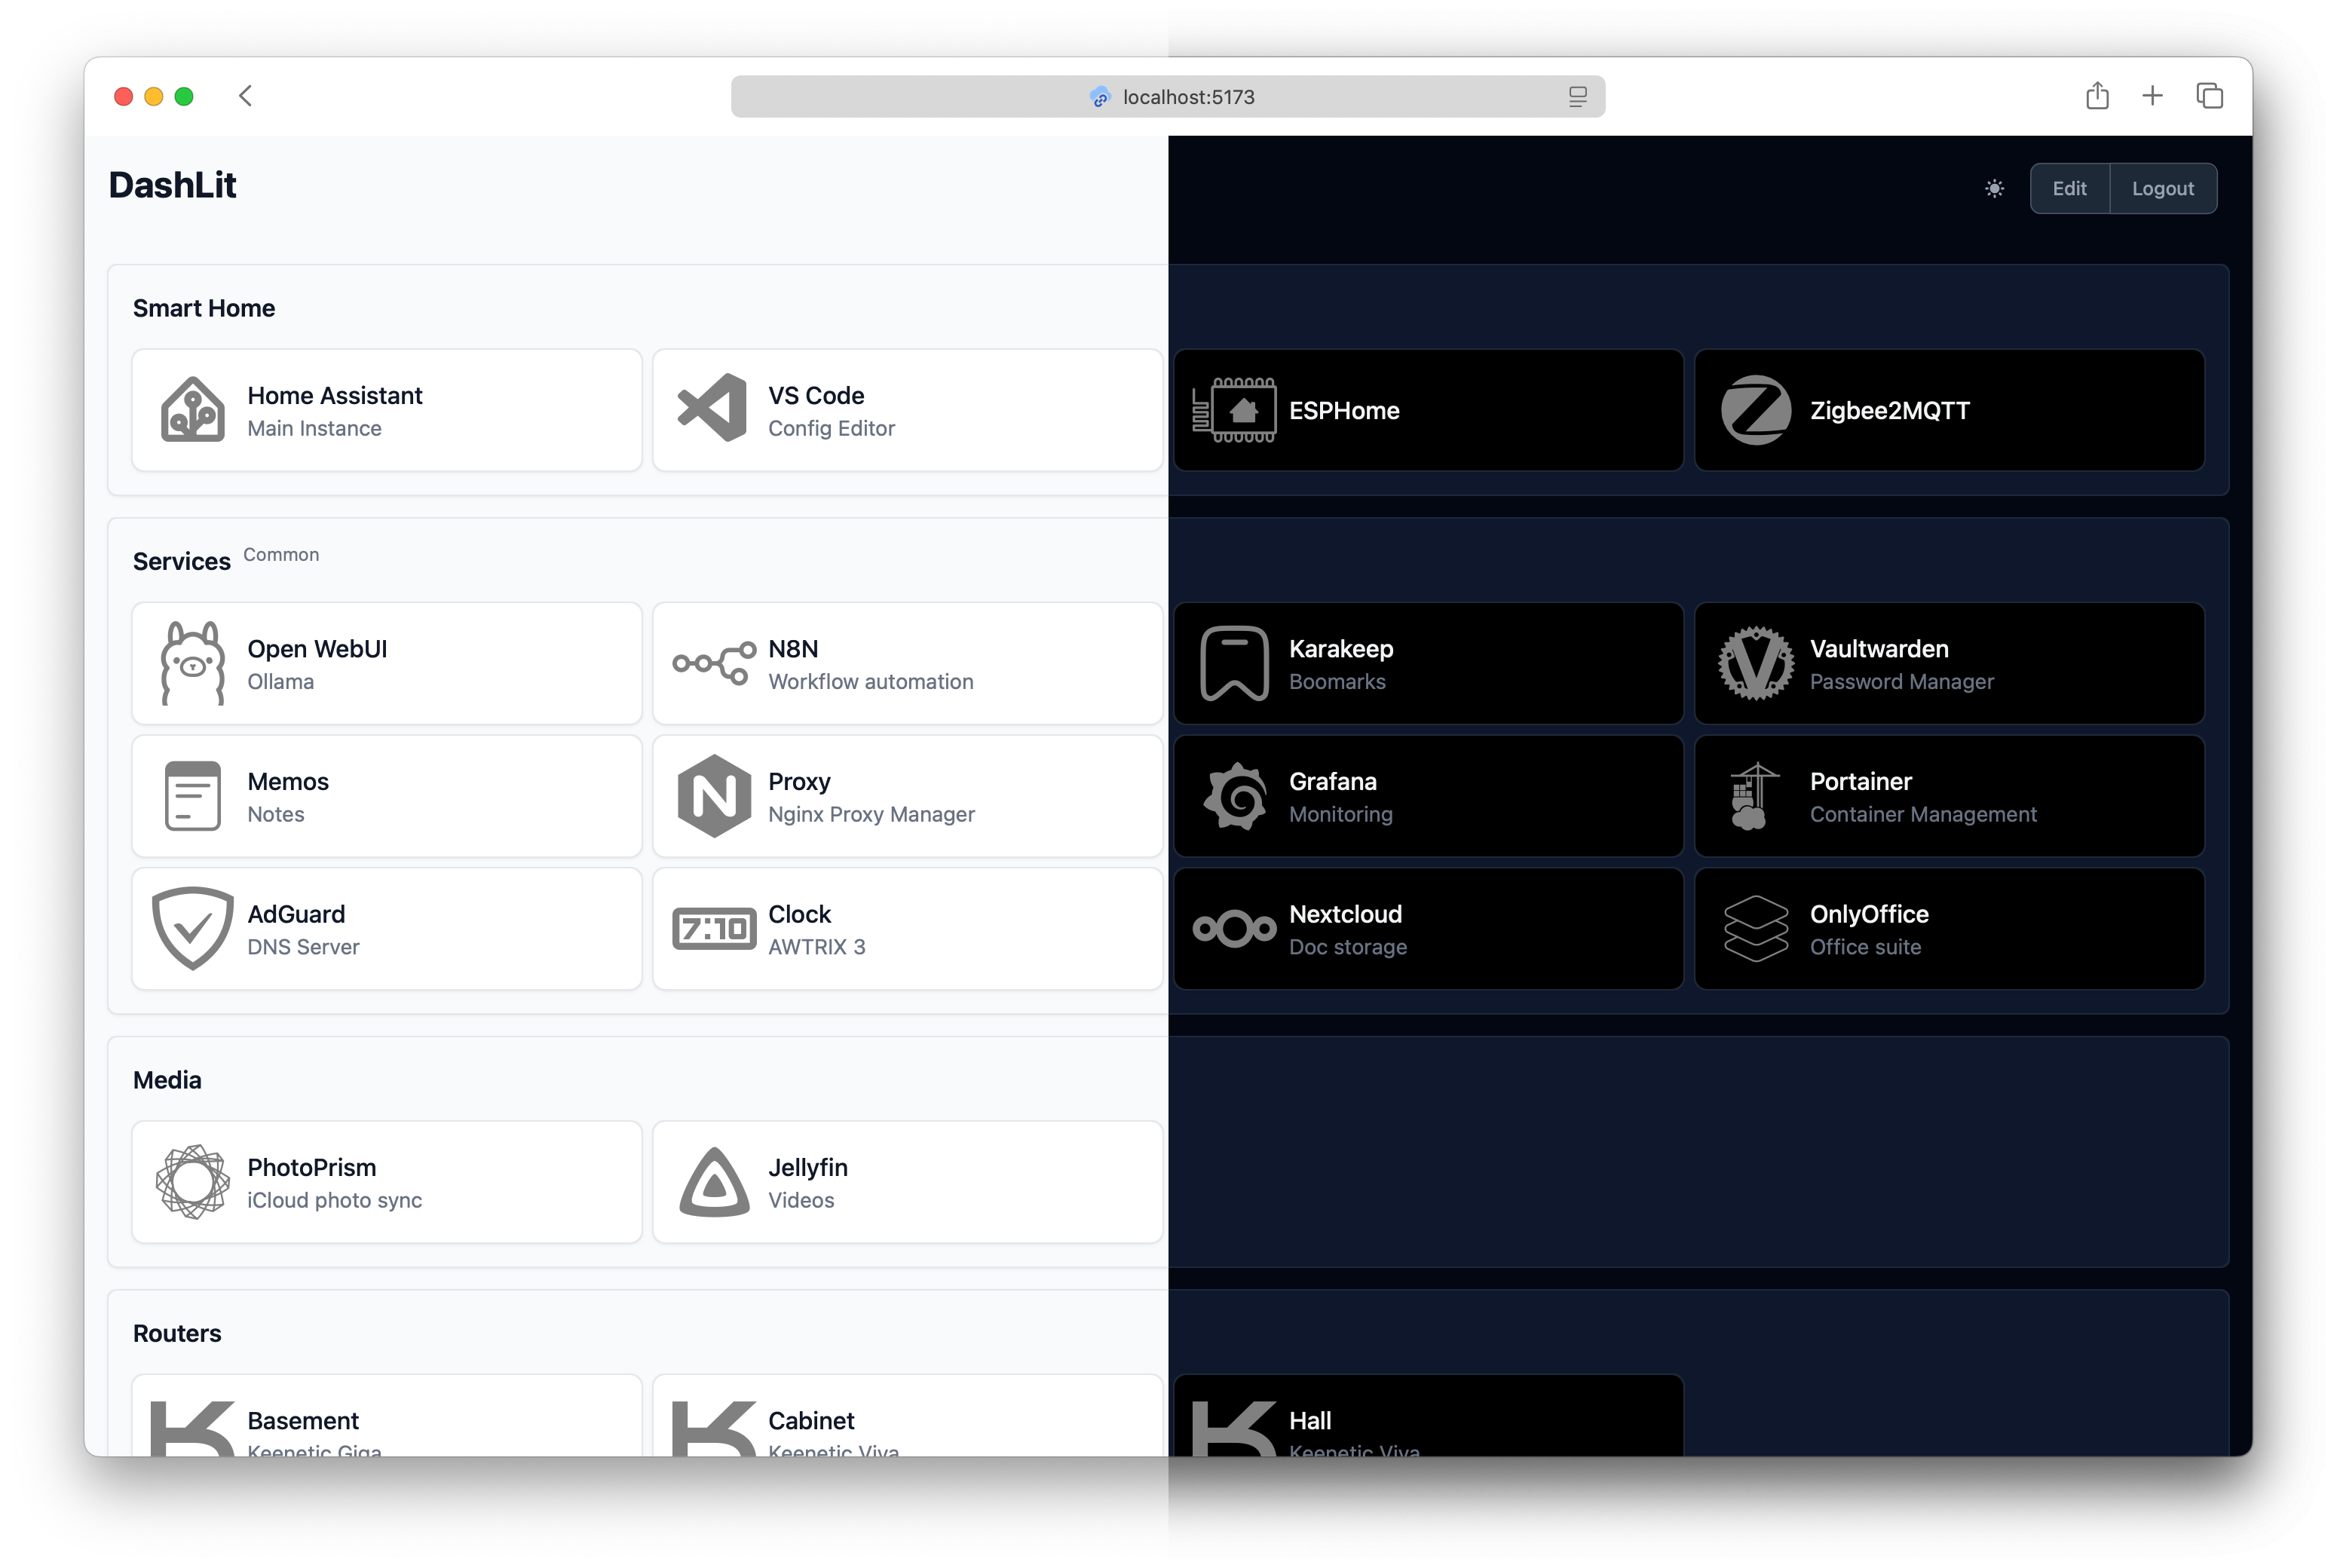 localhost:5173
DashLit
Edit Logout
Smart Home
Home Assistant
Main Instance
VS Code
Config Editor
ESPHome
Zigbee2MQTT
Services Common
Open WebUI
Ollama
N8N
Workflow automation
Karakeep
Boomarks
Vaultwarden
Password Manager
Memos
Notes
Proxy
Nginx Proxy Manager
Grafana
Monitoring
Portainer
Container Management
AdGuard
DNS Server
7:10
Clock
AWTRIX 3
Nextcloud
Doc storage
OnlyOffice
Office suite
Media
PhotoPrism
iCloud photo sync
Jellyfin
Videos
Routers
Basement
Keenetic Giga
Cabinet
Keenetic Viva
Hall
Keenetic Viva